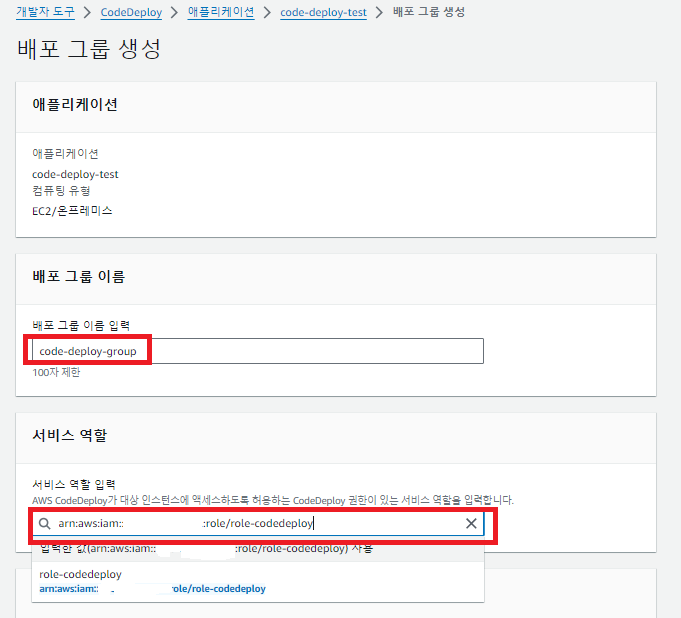 개발자 도구 > CodeDeploy > 애플리케이션 > code-deploy-test > 배포 그룹 생성
배포 그룹 생성
애플리케이션
애플리케이션
code-deploy-test
컴퓨팅 유형
EC2/온프레미스
배포 그룹 이름
배포 그룹 이름 입력
code-deploy-group
100자 제한
서비스 역할
서비스 역할 입력
AWS CodeDeploy가 대상 인스턴스에 액세스하도록 허용하는 CodeDeploy 권한이 있는 서비스 역할을 입력합니다.
arn:aws:iam:: :role/role-codedeploy
입력한 값(arn:aws:iam:: :role/role-codedeploy) 사용
role-codedeploy
arn:aws:iam:: role/role-codedeploy